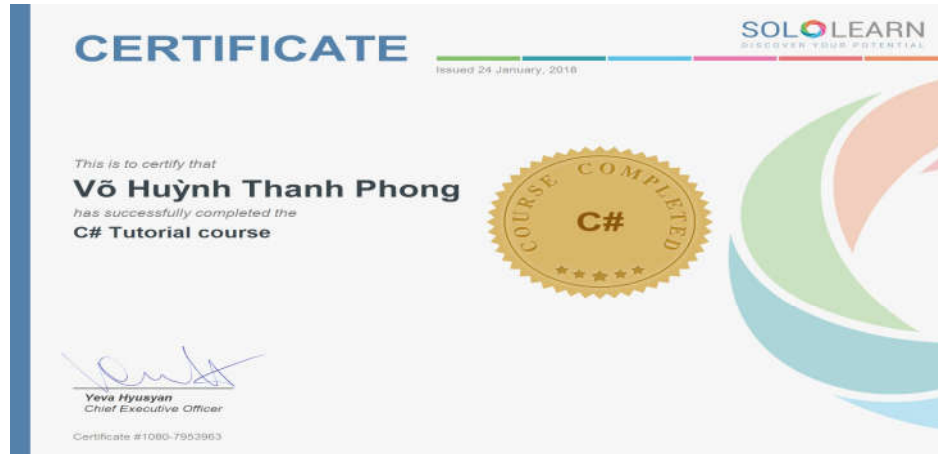 CERTIFICATE
SOLOLEARN
DISCOVER YOUR POTENTIAL
Issued 24 January, 2018
This is to certify that
Võ Huỳnh Thanh Phong
has successfully completed the
C# Tutorial course
COURSE COMPLETED
C#
Yeva Hyusyan
Chief Executive Officer
Certificate #1080-7953963